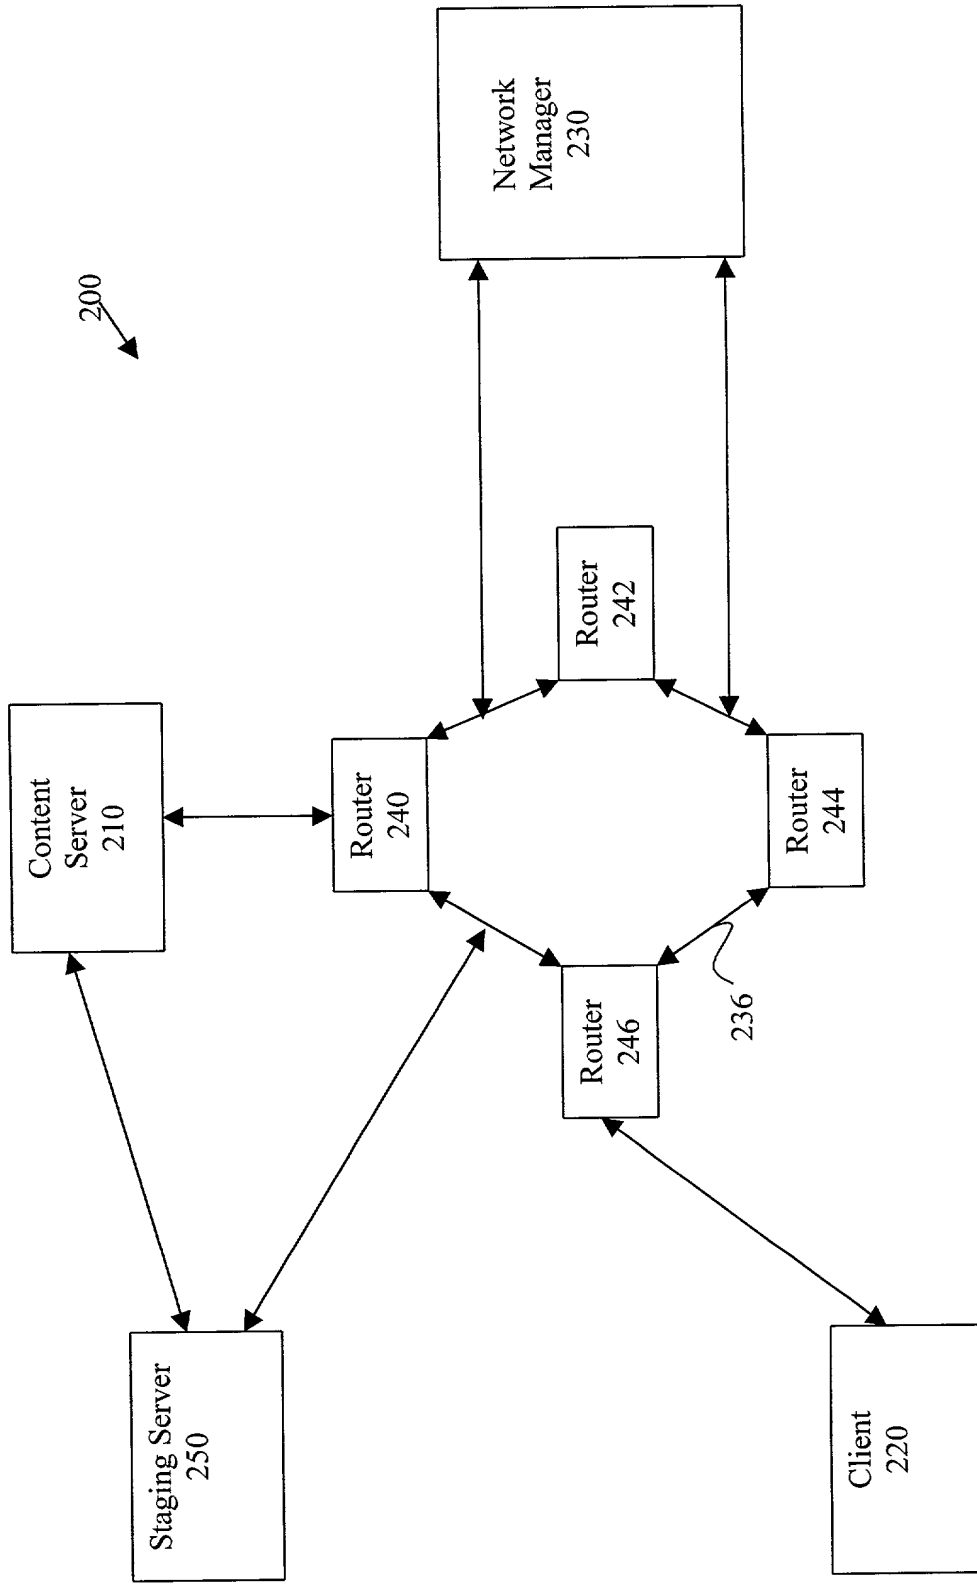 200
Staging Server
250
Content
Server
210
Router
240
Router
246
Router
242
Network
Manager
230
236
Router
244
Client
220